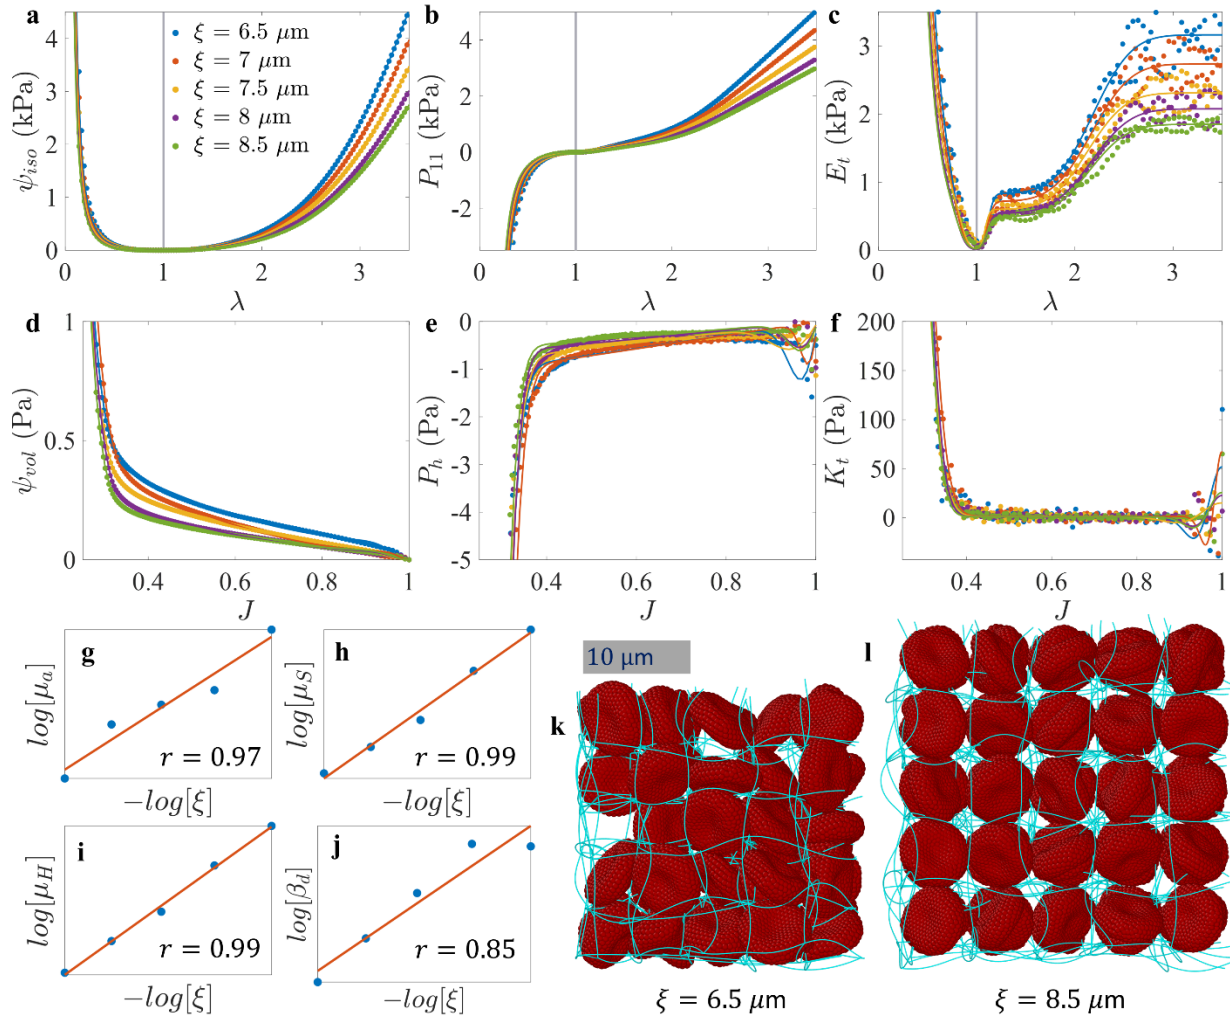 a
ψ_iso (kPa)
4
3
2
1
0
0
1
2
3
λ
ξ = 6.5 μm
ξ = 7 μm
ξ = 7.5 μm
ξ = 8 μm
ξ = 8.5 μm
b
P_11 (kPa)
4
2
0
-2
0
1
2
3
λ
c
E_t (kPa)
3
2
1
0
0
1
2
3
λ
d
ψ_vol (Pa)
1
0.5
0
0.4
0.6
0.8
1
J
e
P_h (Pa)
0
-1
-2
-3
-4
-5
0.4
0.6
0.8
1
J
f
K_t (Pa)
200
150
100
50
0
0.4
0.6
0.8
1
J
g
log[μ_a]
r = 0.97
−log[ξ]
h
log[μ_S]
r = 0.99
−log[ξ]
i
log[μ_H]
r = 0.99
−log[ξ]
j
log[β_d]
r = 0.85
−log[ξ]
10 μm
k
ξ = 6.5 μm
l
ξ = 8.5 μm